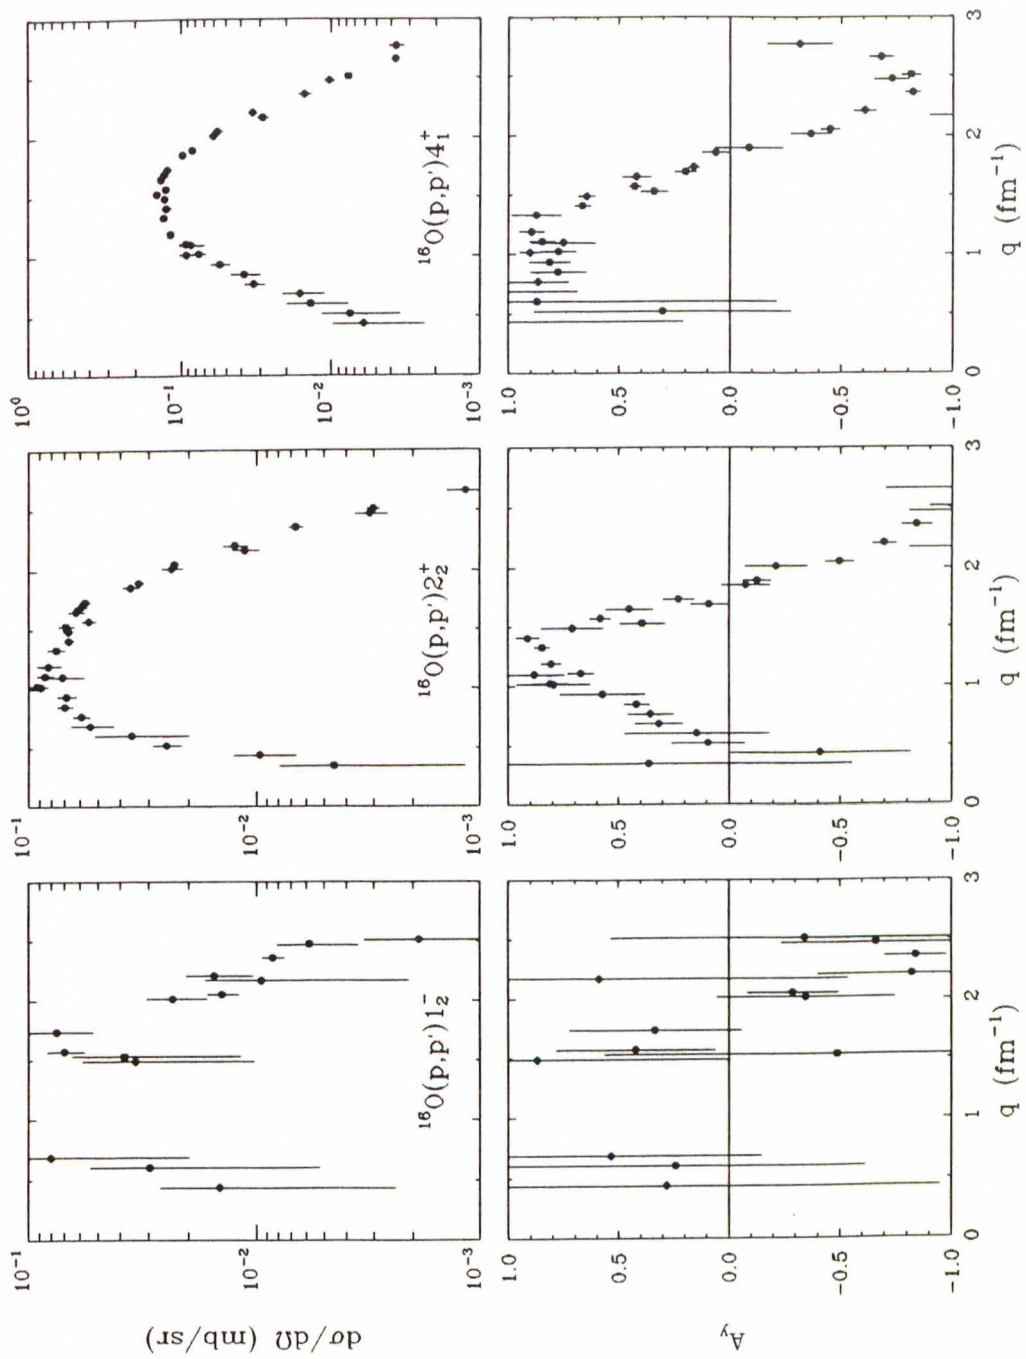 dσ/dΩ (mb/sr)
10⁻¹
10⁻²
10⁻³
¹⁶O(p,p')1₂⁻
10⁻¹
10⁻²
10⁻³
¹⁶O(p,p')2₂⁺
10⁰
10⁻¹
10⁻²
10⁻³
¹⁶O(p,p')4₁⁺
A_y
1.0
0.5
0.0
−0.5
−1.0
0 1 2 3
q (fm⁻¹)
1.0
0.5
0.0
−0.5
−1.0
0 1 2 3
q (fm⁻¹)
1.0
0.5
0.0
−0.5
−1.0
0 1 2 3
q (fm⁻¹)